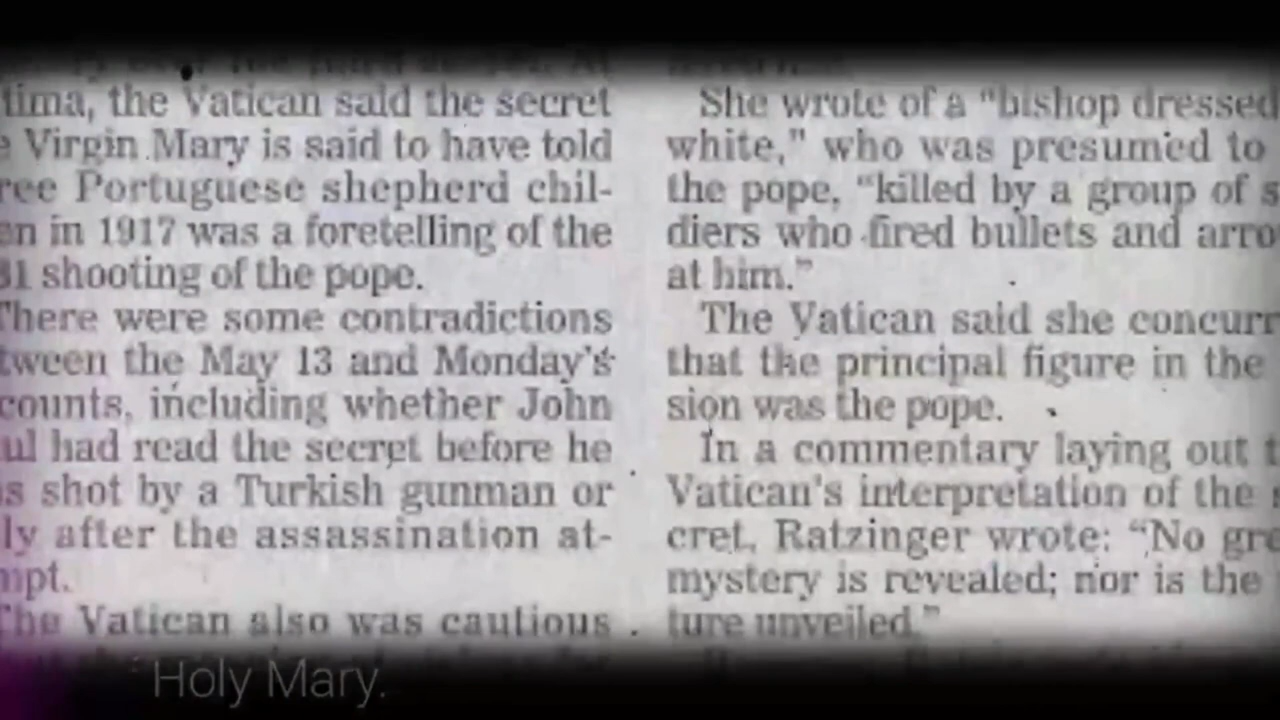 tima, the Vatican said the secret
e Virgin Mary is said to have told
ree Portuguese shepherd chil-
en in 1917 was a foretelling of the
81 shooting of the pope.
There were some contradictions
tween the May 13 and Monday's
counts, including whether John
ul had read the secret before he
as shot by a Turkish gunman or
ly after the assassination at-
mpt.
The Vatican also was cautious
She wrote of a "bishop dressed
white," who was presumed to
the pope, "killed by a group of s
diers who fired bullets and arro
at him."
The Vatican said she concurr
that the principal figure in the
sion was the pope.
In a commentary laying out t
Vatican's interpretation of the s
cret, Ratzinger wrote: "No gre
mystery is revealed; nor is the
ture unveiled."
Holy Mary.